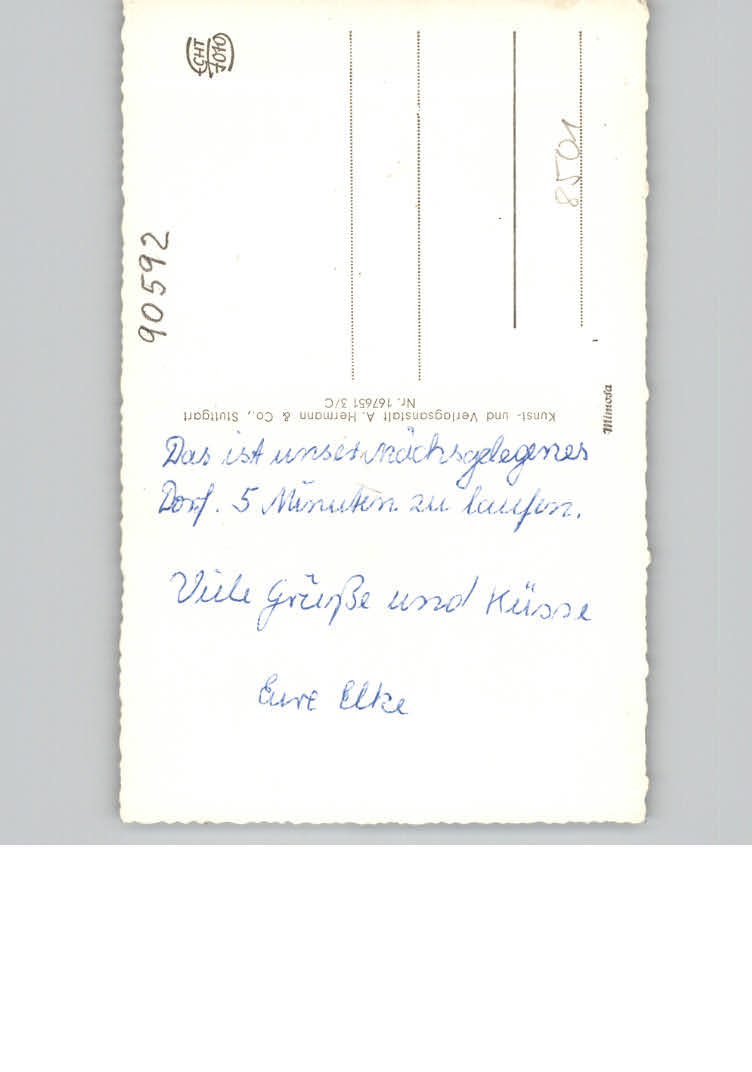 ECHT
FOTO
90592
8501
Mimosa
Kunst- und Verlagsanstalt A. Hermann & Co., Stuttgart
Nr. 167651 3/C
Das ist unser nächsgelegenes
Dorf. 5 Minuten zu laufen.
Viele Grüße und Küsse
Eure Elke